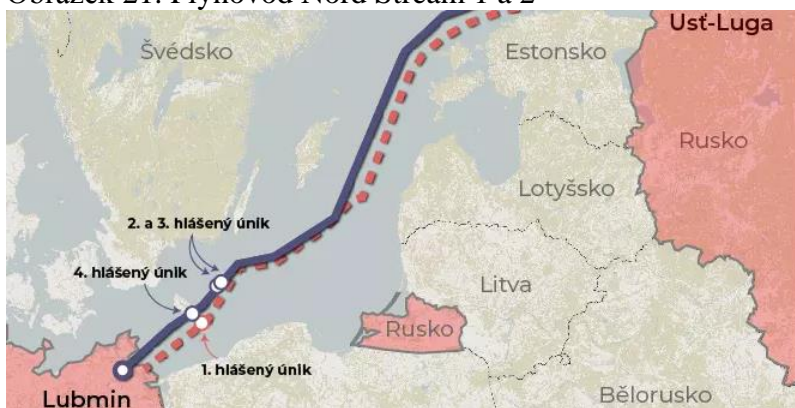 Obrázek 21: Plynovod Nord Stream 1 a 2
Usť-Luga
Švédsko
Estonsko
Rusko
Lotyšsko
2. a 3. hlášený únik
4. hlášený únik
Litva
Rusko
1. hlášený únik
Lubmin
Bělorusko